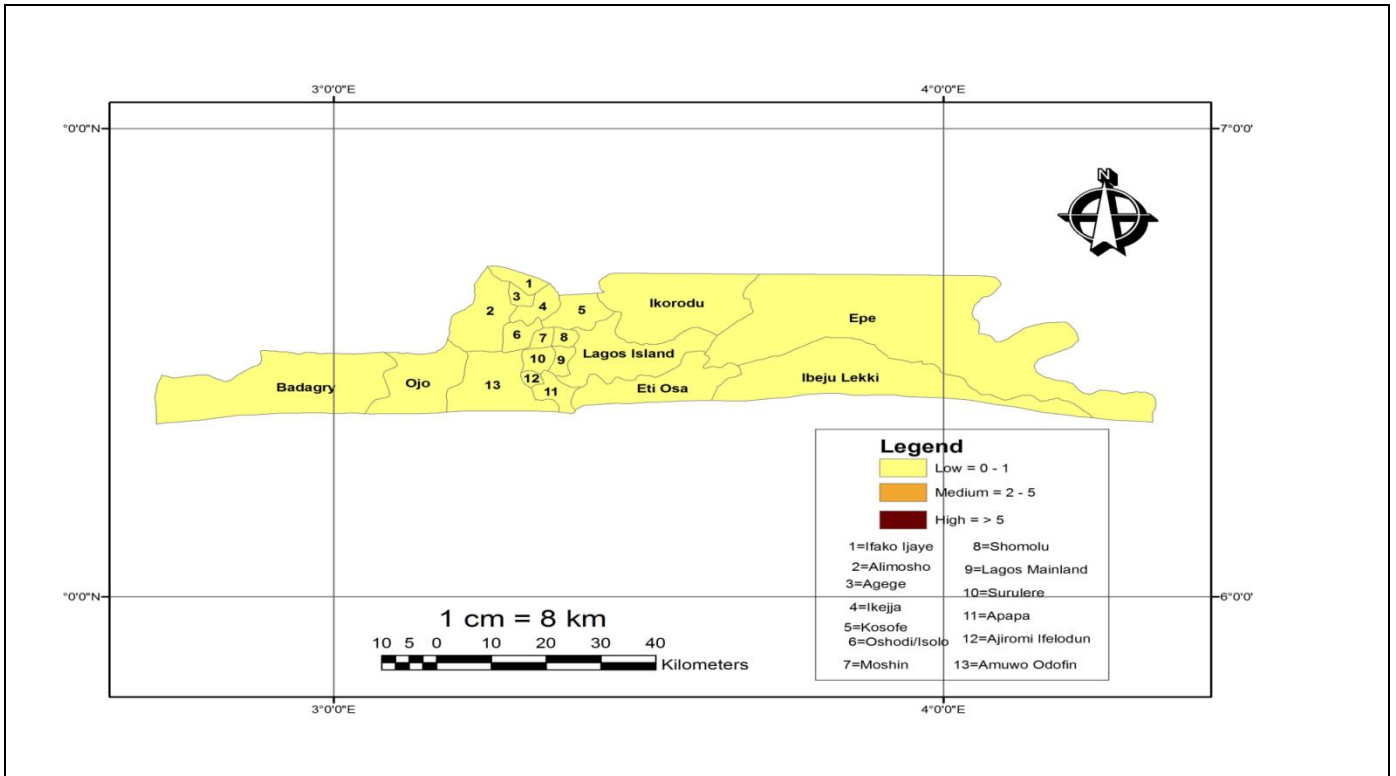 3°0'0"E
4°0'0"E
°0'0"N
7°0'0'
N
1
3
2
4
5
Ikorodu
Epe
6
7
8
Lagos Island
10
9
Badagry
Ojo
13
12
11
Eti Osa
Ibeju Lekki
Legend
Low = 0 - 1
Medium = 2 - 5
High = > 5
1=Ifako Ijaye
8=Shomolu
2=Alimosho
9=Lagos Mainland
3=Agege
10=Surulere
4=Ikejja
11=Apapa
5=Kosofe
6=Oshodi/Isolo
12=Ajiromi Ifelodun
7=Moshin
13=Amuwo Odofin
°0'0"N
6°0'0'
1 cm = 8 km
10 5 0 10 20 30 40
Kilometers
3°0'0"E
4°0'0"E